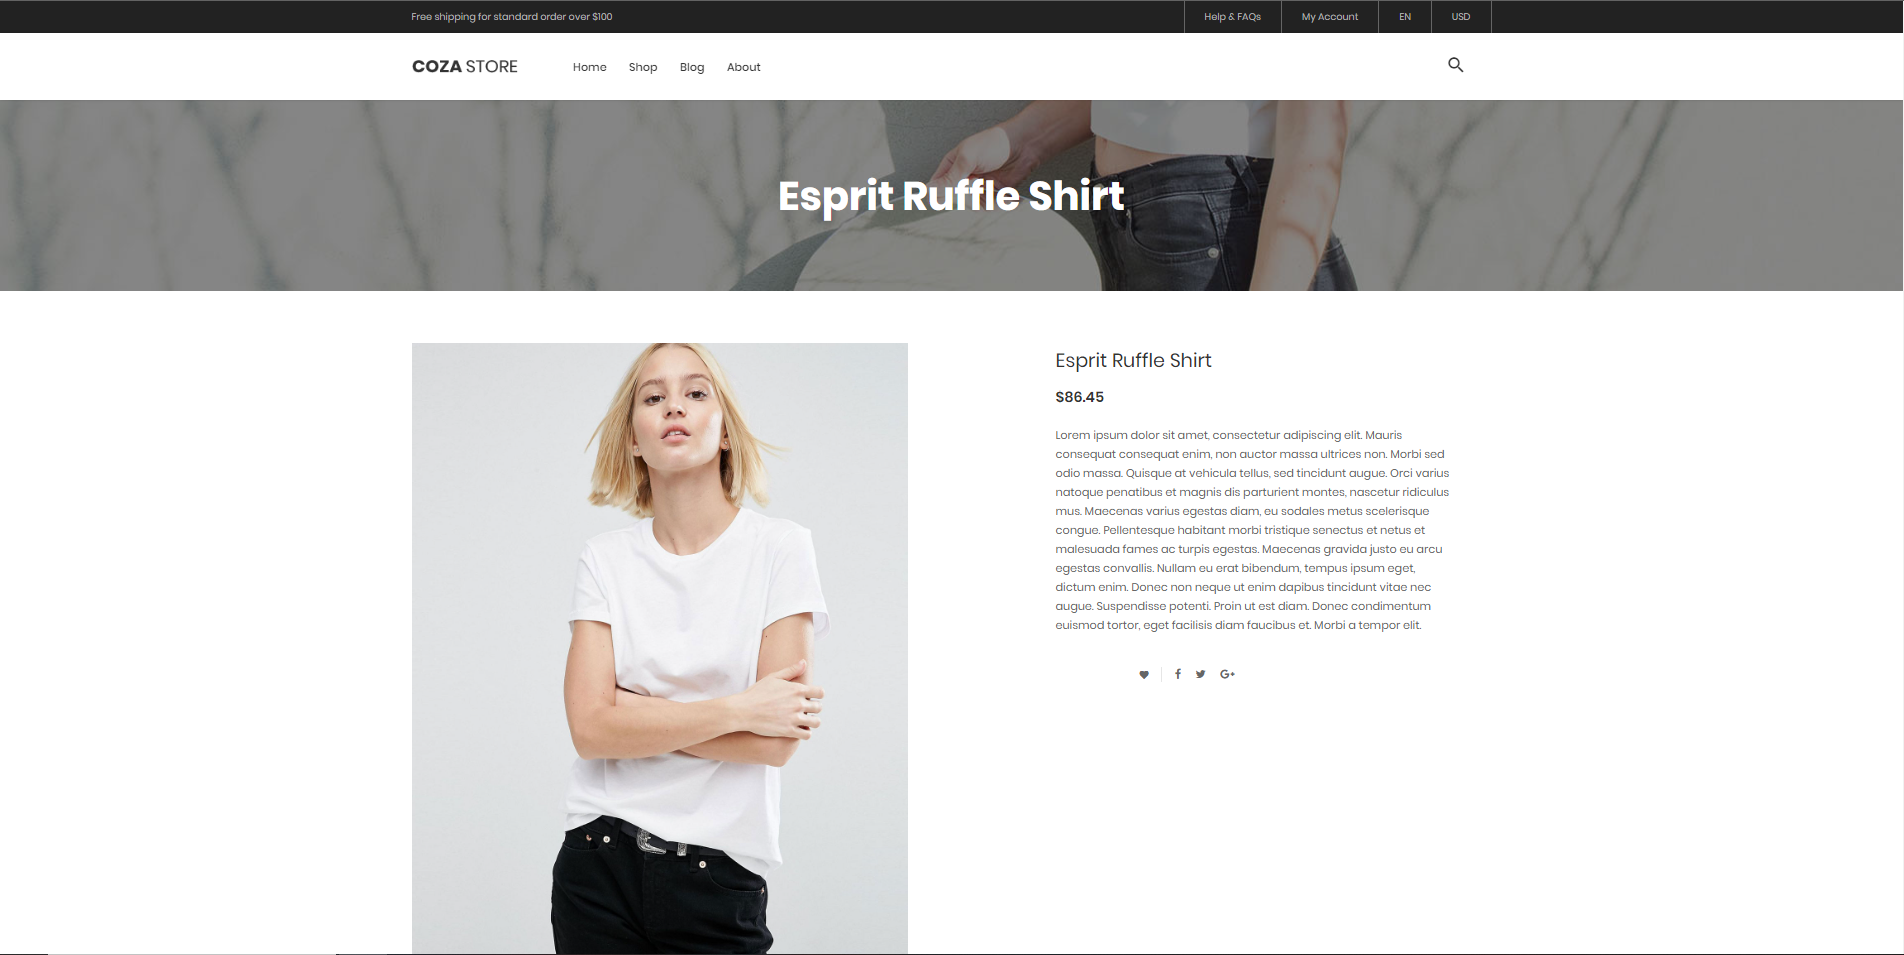 Free shipping for standard order over $100
Help & FAQs
My Account
EN
USD
COZA STORE
Home
Shop
Blog
About
Esprit Ruffle Shirt
Esprit Ruffle Shirt
$86.45
Lorem ipsum dolor sit amet, consectetur adipiscing elit. Mauris
consequat consequat enim, non auctor massa ultrices non. Morbi sed
odio massa. Quisque at vehicula tellus, sed tincidunt augue. Orci varius
natoque penatibus et magnis dis parturient montes, nascetur ridiculus
mus. Maecenas varius egestas diam, eu sodales metus scelerisque
congue. Pellentesque habitant morbi tristique senectus et netus et
malesuada fames ac turpis egestas. Maecenas gravida justo eu arcu
egestas convallis. Nullam eu erat bibendum, tempus ipsum eget,
dictum enim. Donec non neque ut enim dapibus tincidunt vitae nec
augue. Suspendisse potenti. Proin ut est diam. Donec condimentum
euismod tortor, eget facilisis diam faucibus et. Morbi a tempor elit.